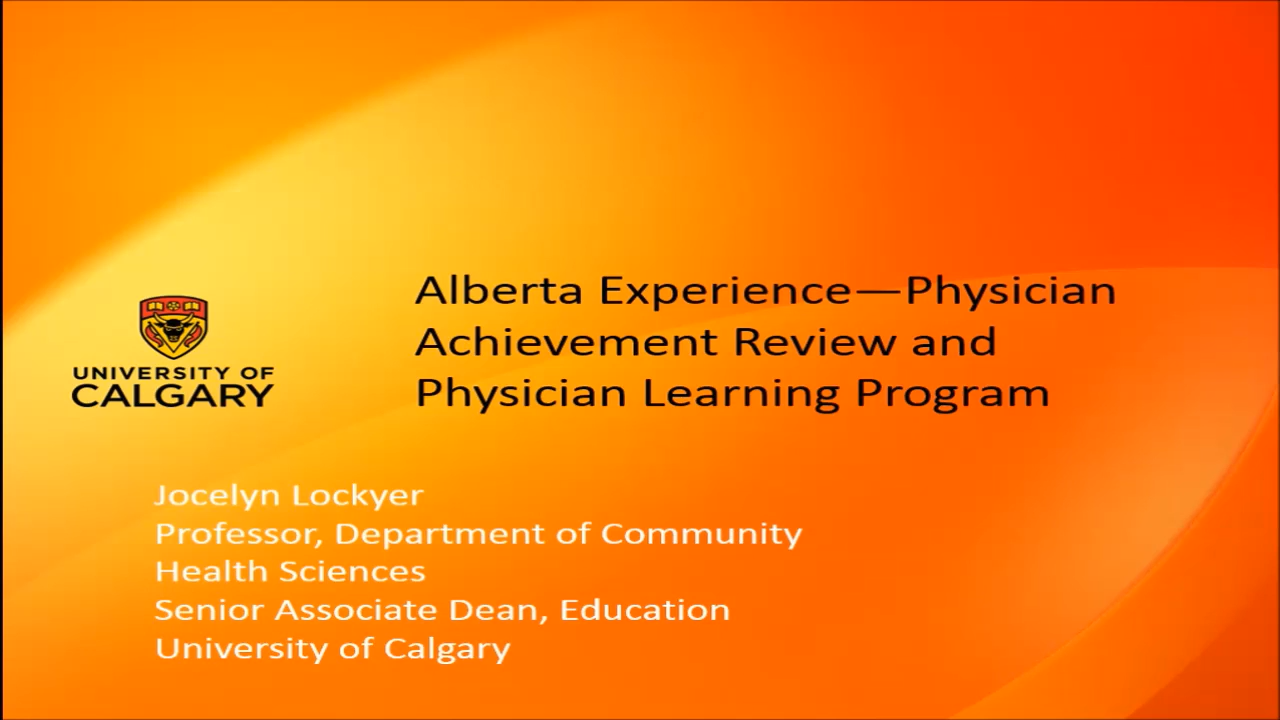 UNIVERSITY OF
CALGARY
Alberta Experience—Physician
Achievement Review and
Physician Learning Program
Jocelyn Lockyer
Professor, Department of Community
Health Sciences
Senior Associate Dean, Education
University of Calgary